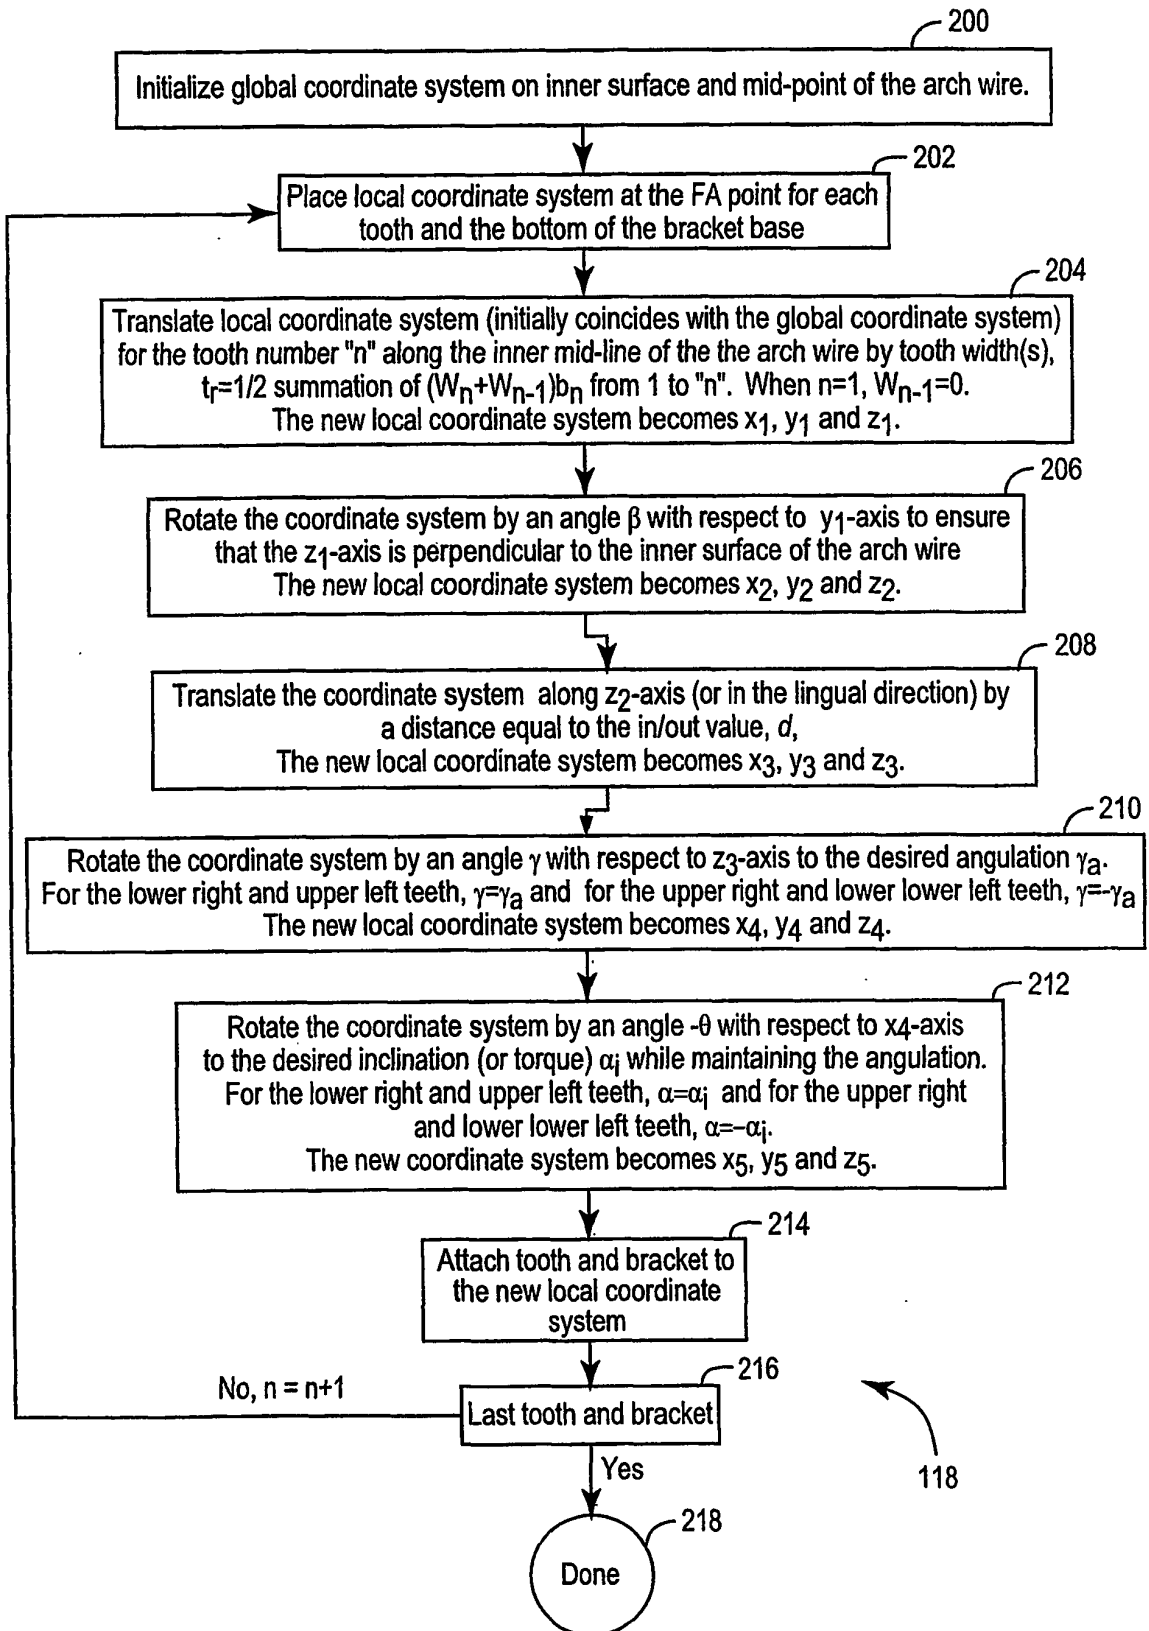 200
Initialize global coordinate system on inner surface and mid-point of the arch wire.
202
Place local coordinate system at the FA point for each
tooth and the bottom of the bracket base
204
Translate local coordinate system (initially coincides with the global coordinate system)
for the tooth number "n" along the inner mid-line of the the arch wire by tooth width(s),
tr=1/2 summation of (Wn+Wn-1)bn from 1 to "n". When n=1, Wn-1=0.
The new local coordinate system becomes x1, y1 and z1.
206
Rotate the coordinate system by an angle β with respect to y1-axis to ensure
that the z1-axis is perpendicular to the inner surface of the arch wire
The new local coordinate system becomes x2, y2 and z2.
208
Translate the coordinate system along z2-axis (or in the lingual direction) by
a distance equal to the in/out value, d,
The new local coordinate system becomes x3, y3 and z3.
210
Rotate the coordinate system by an angle γ with respect to z3-axis to the desired angulation γa.
For the lower right and upper left teeth, γ=γa and for the upper right and lower lower left teeth, γ=-γa
The new local coordinate system becomes x4, y4 and z4.
212
Rotate the coordinate system by an angle -θ with respect to x4-axis
to the desired inclination (or torque) αi while maintaining the angulation.
For the lower right and upper left teeth, α=αi and for the upper right
and lower lower left teeth, α=-αi.
The new coordinate system becomes x5, y5 and z5.
214
Attach tooth and bracket to
the new local coordinate
system
216
No, n = n+1
Last tooth and bracket
Yes
118
218
Done